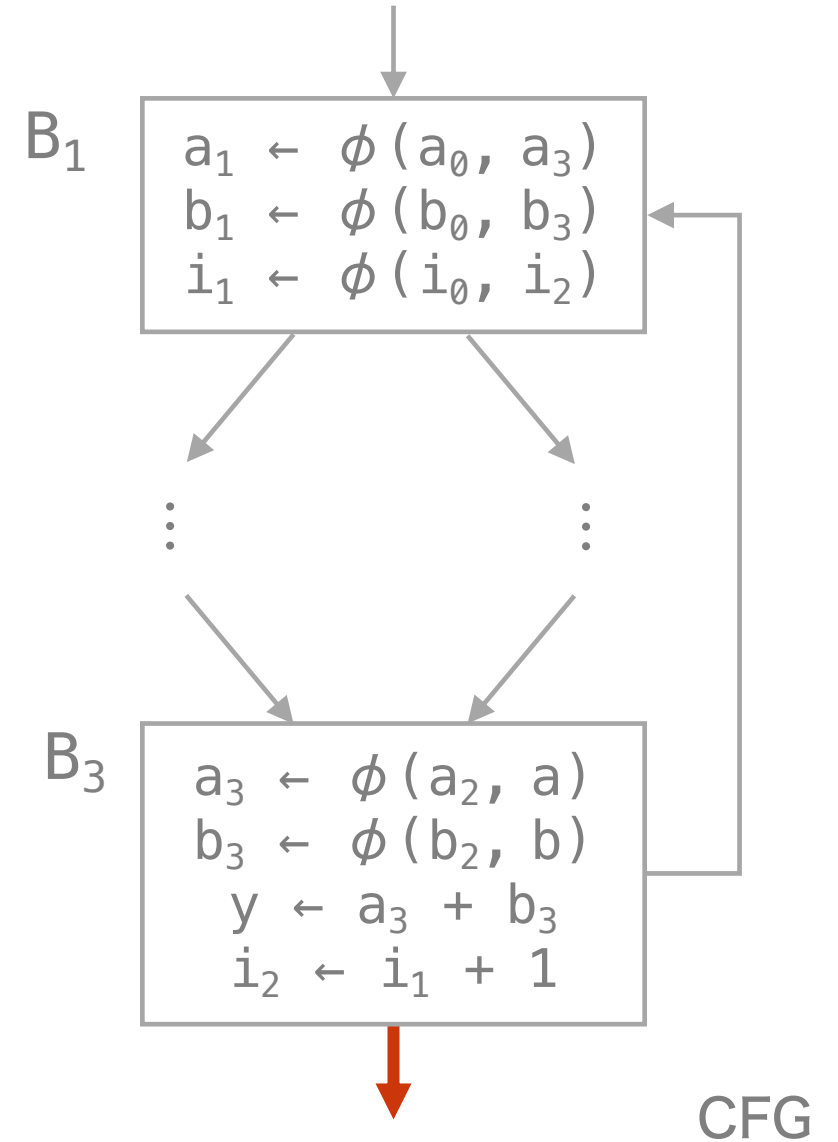 B₁
a₁ ← ϕ(a₀, a₃)
b₁ ← ϕ(b₀, b₃)
i₁ ← ϕ(i₀, i₂)
⋮ ⋮
B₃
a₃ ← ϕ(a₂, a)
b₃ ← ϕ(b₂, b)
y ← a₃ + b₃
i₂ ← i₁ + 1
CFG